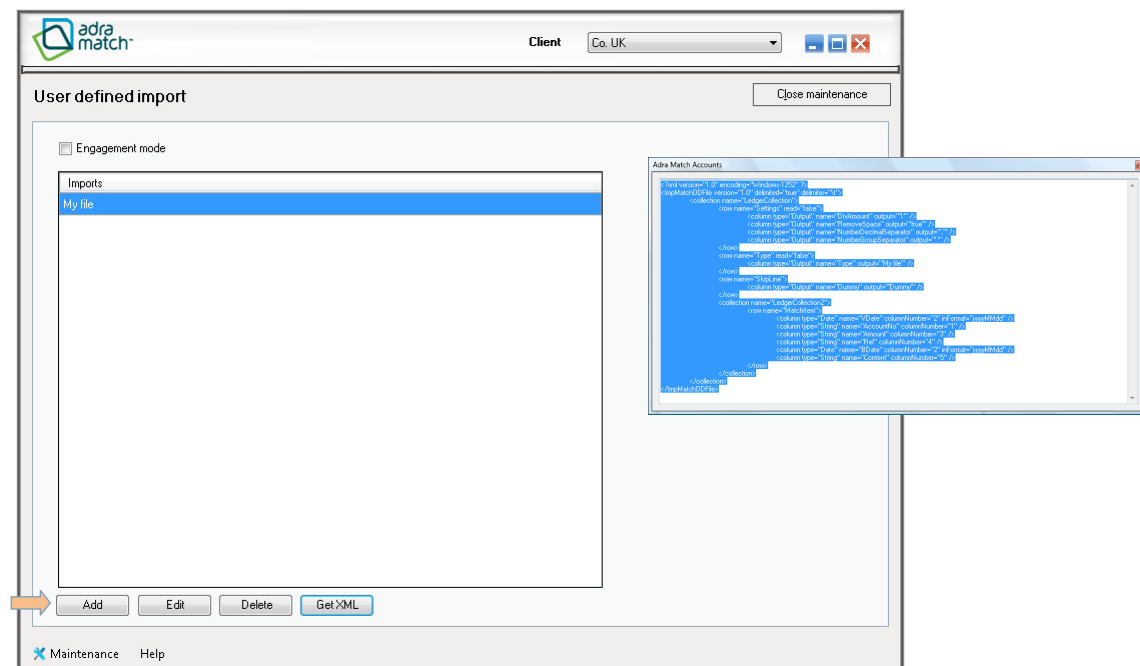 adra
match™
Client
Co. UK
User defined import
Close maintenance
Engagement mode
Imports
My file
Add
Edit
Delete
Get XML
Maintenance
Help
Adra Match Accounts
<?xml version="1.0" encoding="Windows-1252" ?>
<ImpMatchDDFile version="1.0" delimited="true" delimiter="\t">
<collection name="LedgerCollection">
<row name="Settings" read="false">
<column type="Output" name="DivAmount" output="'1'" />
<column type="Output" name="RemoveSpace" output="'true'" />
<column type="Output" name="NumberDecimalSeparator"
<column type="Output" name="NumberGroupSeparator"
</row>
<row name="Type" read="false">
<column type="Output" name="Type" output="'My file'" />
</row>
<row name="SkipLine">
<column type="Output" name="Dummy" output="'Dummy'" />
</row>
<collection name="LedgerCollection2">
<row name="MatchItem">
<column type="Date" name="VDate" columnNumber="2" inFormat="yyyyMMdd" />
<column type="String" name="AccountNo" columnNumber="1" />
<column type="String" name="Amount" columnNumber="3" />
<column type="String" name="Ref" columnNumber="4" />
<column type="Date" name="BDate" columnNumber="2" inFormat="yyyyMMdd" />
<column type="String" name="Content" columnNumber="5" />
</row>
</collection>
</collection>
</ImpMatchDDFile>